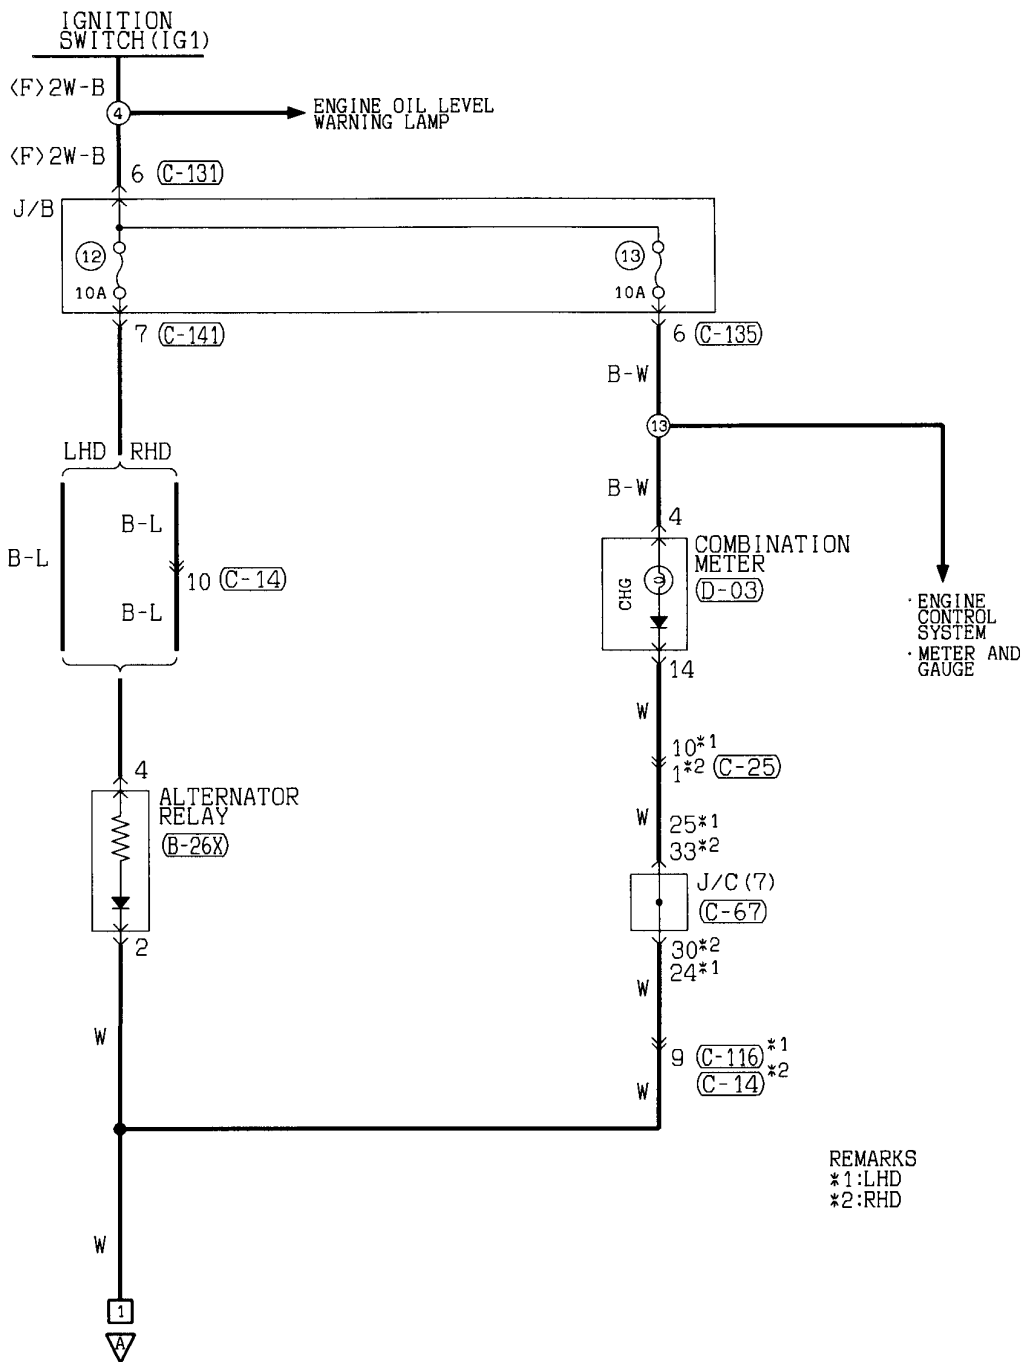 IGNITION
SWITCH(IG1)
<F>2W-B
4
ENGINE OIL LEVEL
WARNING LAMP
<F>2W-B
6 C-131
J/B
12
13
10A
10A
7 C-141
6 C-135
B-W
13
LHD RHD
B-W
4
B-L
B-L
10 C-14
B-L
COMBINATION
METER
D-03
CHG
·ENGINE
CONTROL
SYSTEM
·METER AND
GAUGE
14
W
10*1
1*2 C-25
4
ALTERNATOR
RELAY
B-26X
W
25*1
33*2
J/C(7)
C-67
2
30*2
24*1
W
W
9 C-116*1
C-14*2
W
REMARKS
*1:LHD
*2:RHD
W
1
A